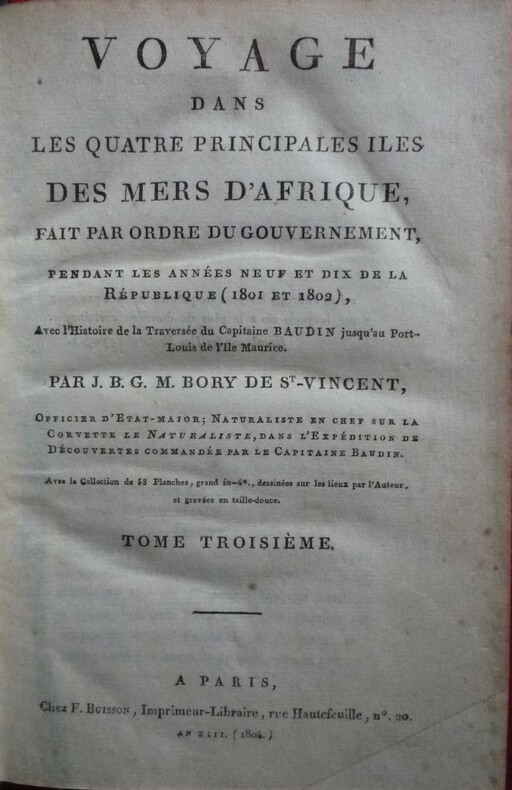 VOYAGE
DANS
LES QUATRE PRINCIPALES ILES
DES MERS D'AFRIQUE,
FAIT PAR ORDRE DU GOUVERNEMENT,
PENDANT LES ANNÉES NEUF ET DIX DE LA
RÉPUBLIQUE (1801 ET 1802),
Avec l'Histoire de la Traversée du Capitaine BAUDIN jusqu'au Port-
Louis de l'Ile Maurice.
PAR J. B. G. M. BORY DE ST-VINCENT,
OFFICIER D'ETAT-MAJOR; NATURALISTE EN CHEF SUR LA
CORVETTE LE NATURALISTE, DANS L'EXPÉDITION DE
DÉCOUVERTES COMMANDÉE PAR LE CAPITAINE BAUDIN.
Avec la Collection de 58 Planches, grand in-4°., dessinées sur les lieux par l'Auteur,
et gravées en taille-douce.
TOME TROISIÈME.
A PARIS,
Chez F. BUISSON, Imprimeur-Libraire, rue Hautefeuille, n°. 20.
AN XIII. (1804.)